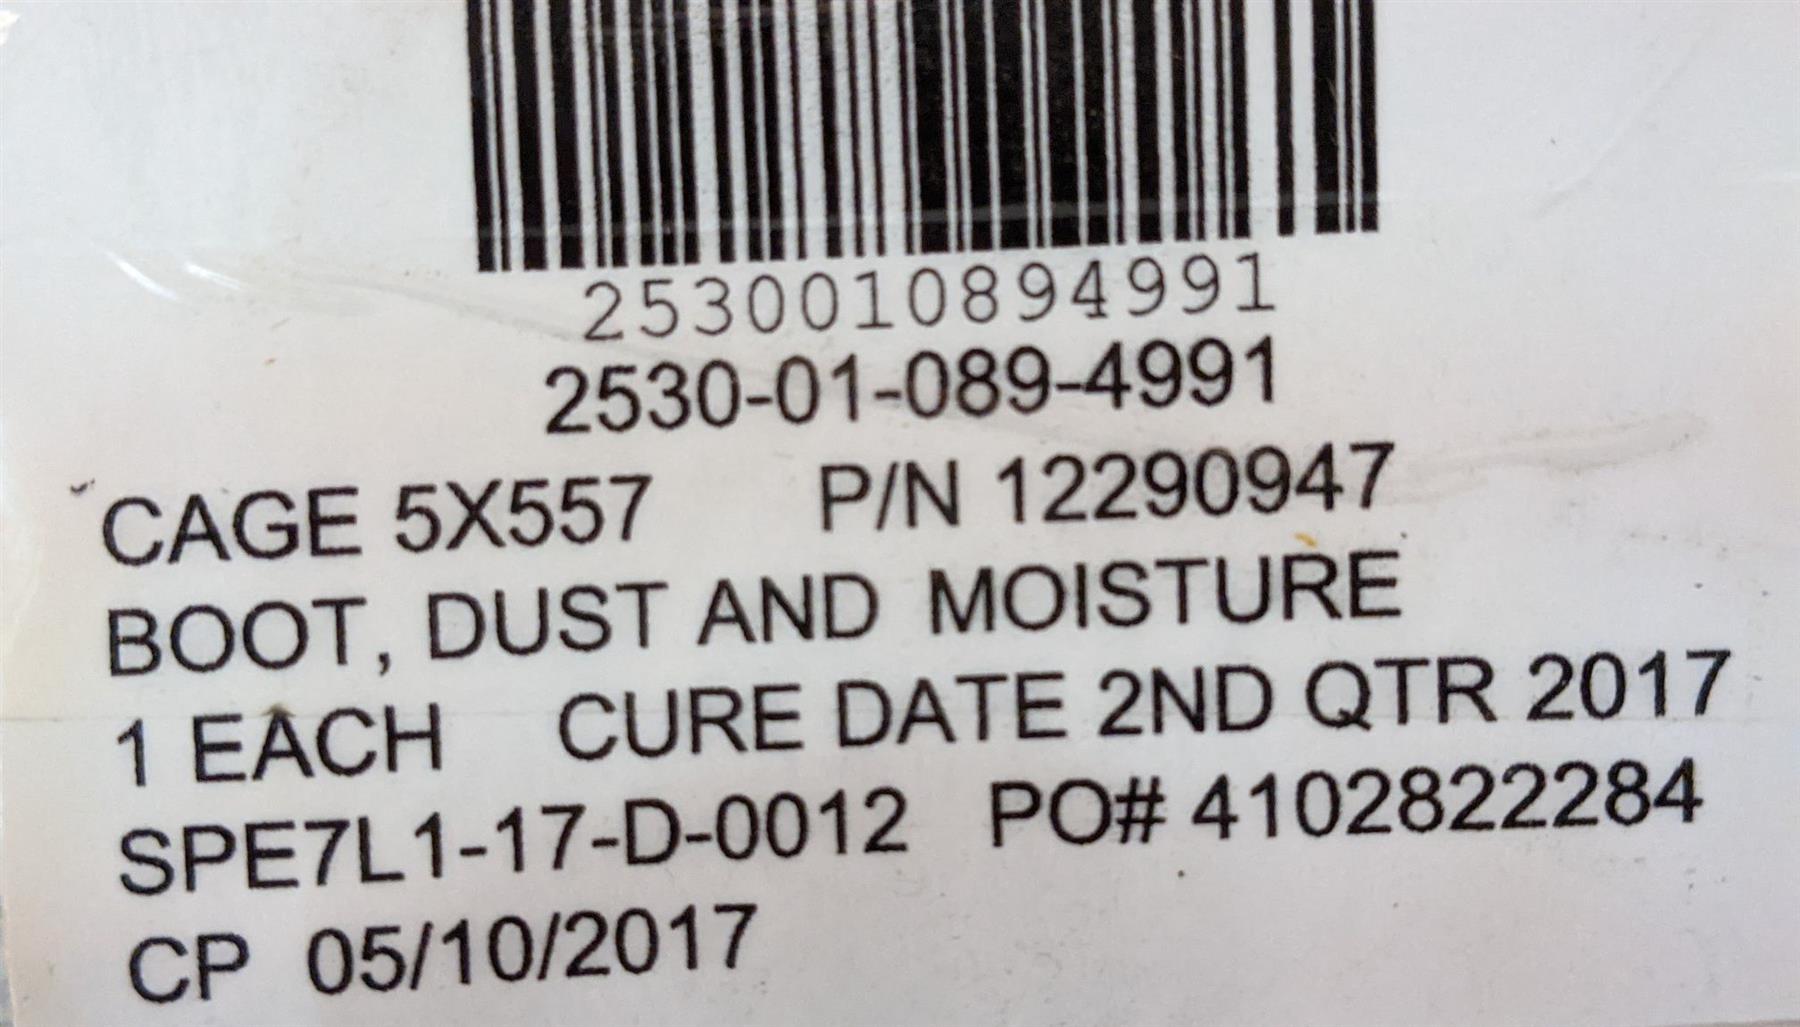 2530010894991
2530-01-089-4991
CAGE 5X557 P/N 12290947
BOOT, DUST AND MOISTURE
1 EACH CURE DATE 2ND QTR 2017
SPE7L1-17-D-0012 PO# 4102822284
CP 05/10/2017